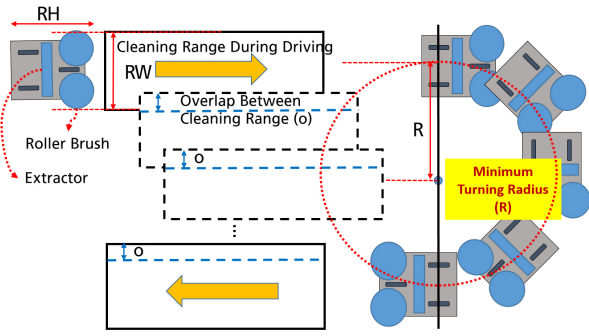 RH
Cleaning Range During Driving
RW
Overlap Between
Cleaning Range (o)
R
o
Roller Brush
Extractor
Minimum
Turning Radius
(R)
...
o